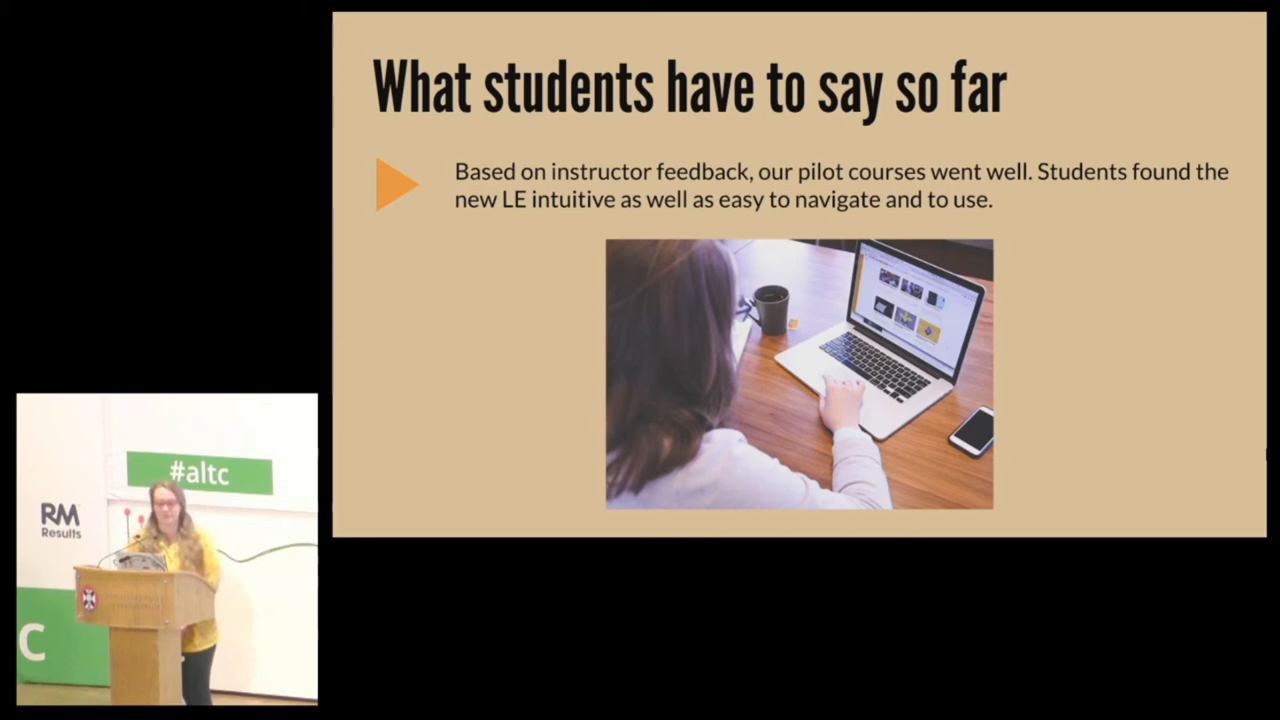 What students have to say so far
Based on instructor feedback, our pilot courses went well. Students found the
new LE intuitive as well as easy to navigate and to use.
#altc
RM
Results
C